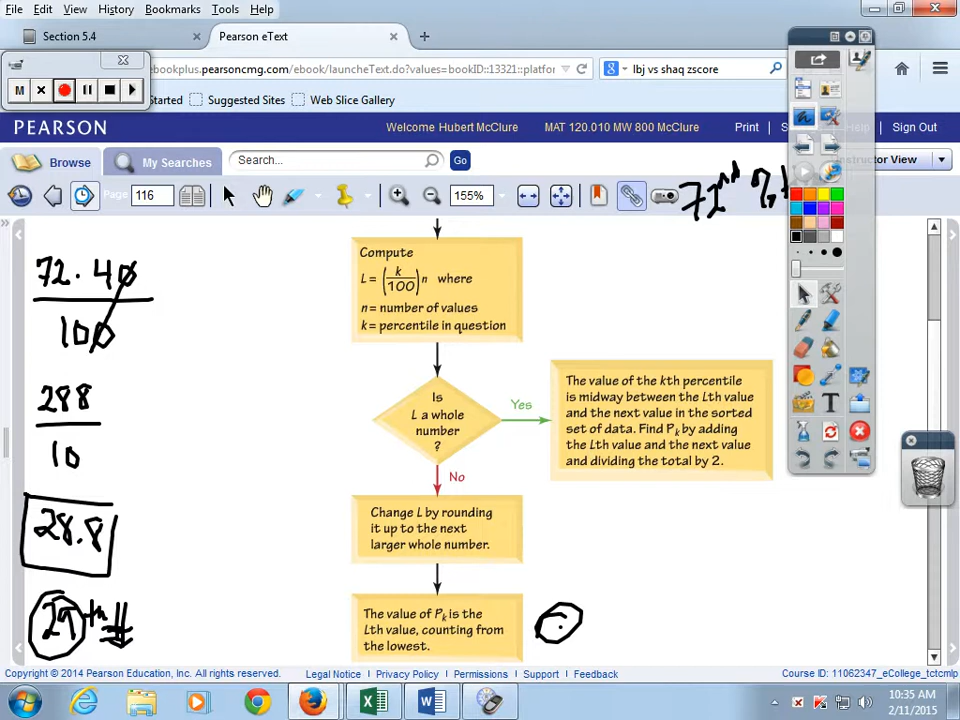 File Edit View History Bookmarks Tools Help
Section 5.4
Pearson eText
ebookplus.pearsoncmg.com/ebook/launcheText.do?values=bookID::13321::platfor
lbj vs shaq zscore
M
Started
Suggested Sites
Web Slice Gallery
PEARSON
Welcome Hubert McClure
MAT 120.010 MW 800 McClure
Print
Help
Sign Out
Browse
My Searches
Search...
Go
Instructor View
Page
116
155%
72nd
Compute
L = (k/100) n where
n = number of values
k = percentile in question
72 · 40
100
288
10
28.8
29th #
Is
L a whole
number
?
Yes
No
The value of the kth percentile
is midway between the Lth value
and the next value in the sorted
set of data. Find Pk by adding
the Lth value and the next value
and dividing the total by 2.
Change L by rounding
it up to the next
larger whole number.
The value of Pk is the
Lth value, counting from
the lowest.
Copyright © 2015 Pearson Education, Inc. All rights reserved.
Legal Notice | Privacy Policy | Permissions | Support | Feedback
Course ID: 11062347_eCollege_tctcmlp
10:35 AM
2/11/2015